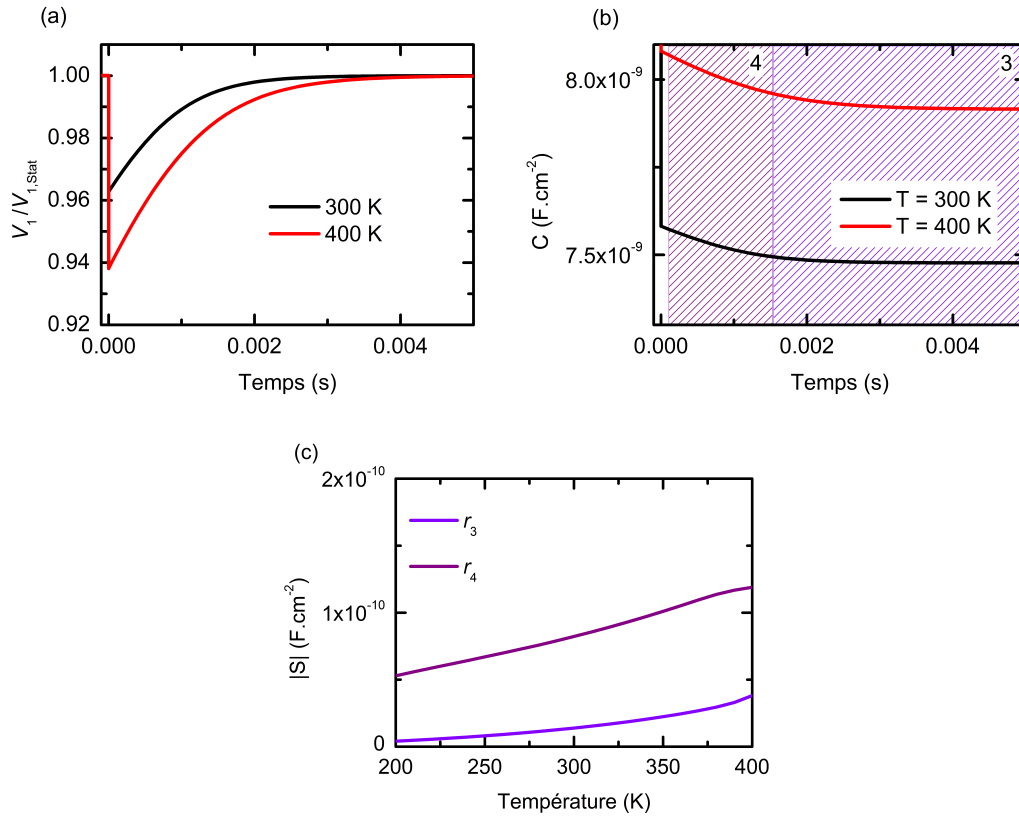 (a)
V1 /V1,Stat
1.00
0.98
0.96
0.94
0.92
300 K
400 K
0.000 0.002 0.004
Temps (s)
(b)
C (F.cm-2)
8.0x10-9
7.5x10-9
4 3
T = 300 K
T = 400 K
0.000 0.002 0.004
Temps (s)
(c)
|S| (F.cm-2)
2x10-10
1x10-10
0
r3
r4
200 250 300 350 400
Température (K)